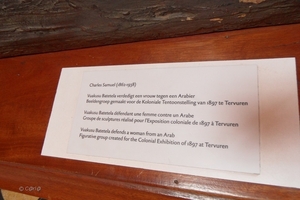 Charles Samuel (1862-1938)
Vuakusu Batetela verdedigt een vrouw tegen een Arabier
Beeldengroep gemaakt voor de Koloniale Tentoonstelling van 1897 te Tervuren
Vuakusu Batetela défendant une femme contre un Arabe
Groupe de sculptures réalisé pour l'Exposition coloniale de 1897 à Tervuren
Vuakusu Batetela defends a woman from an Arab
Figurative group created for the Colonial Exhibition of 1897 at Tervuren